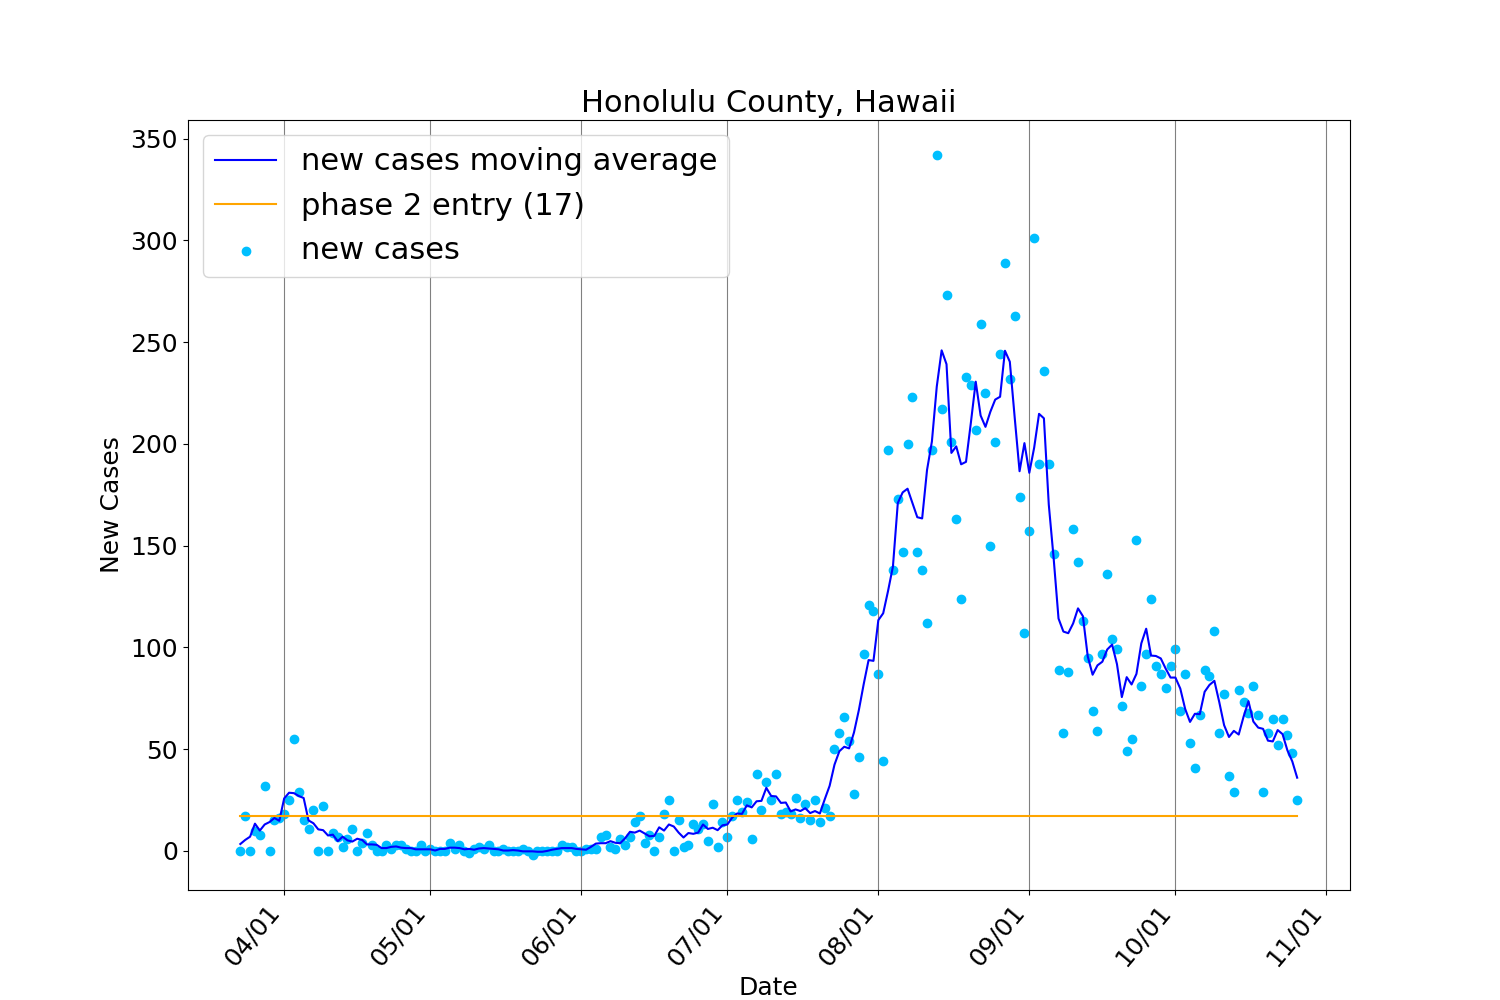 Honolulu County, Hawaii
new cases moving average
phase 2 entry (17)
new cases
350
300
250
200
150
100
50
0
New Cases
04/01
05/01
06/01
07/01
08/01
09/01
10/01
11/01
Date